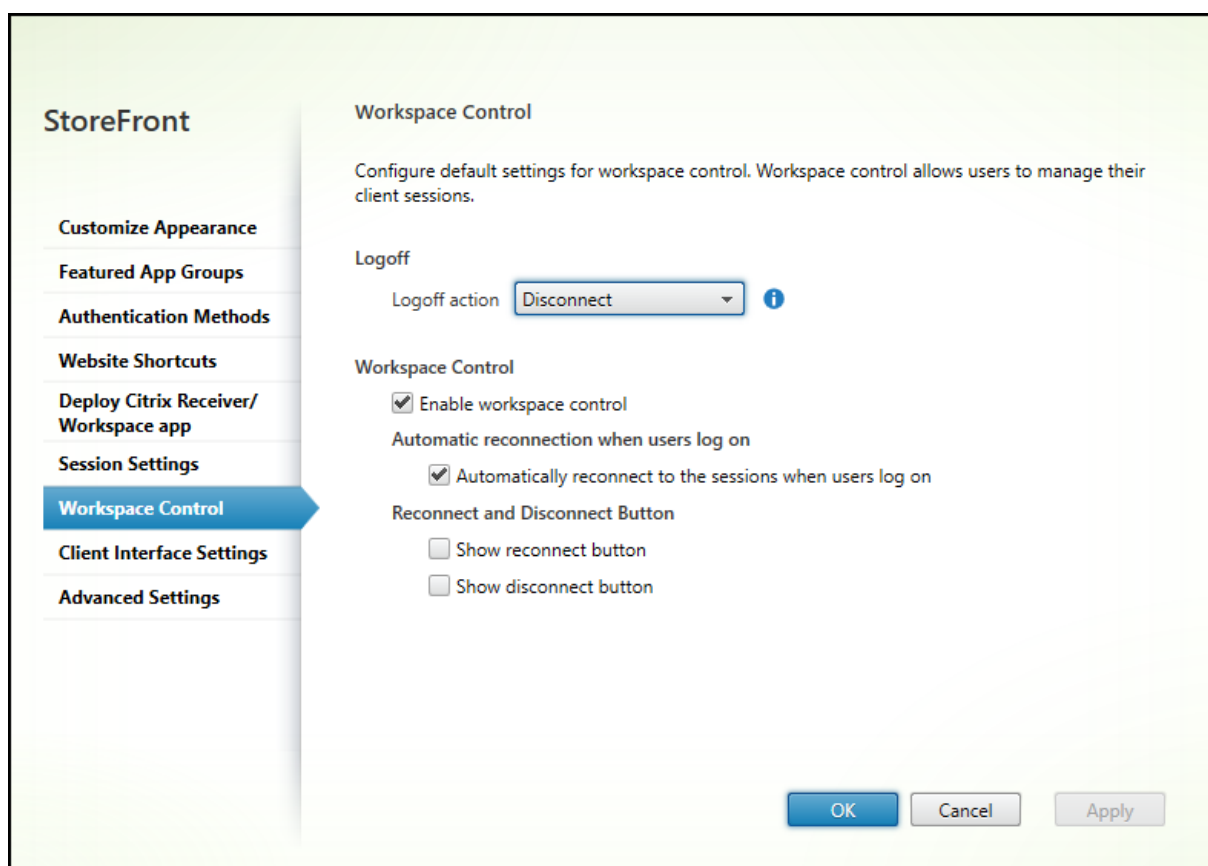 StoreFront
Customize Appearance
Featured App Groups
Authentication Methods
Website Shortcuts
Deploy Citrix Receiver/
Workspace app
Session Settings
Workspace Control
Client Interface Settings
Advanced Settings
Workspace Control
Configure default settings for workspace control. Workspace control allows users to manage their
client sessions.
Logoff
Logoff action Disconnect
Workspace Control
Enable workspace control
Automatic reconnection when users log on
Automatically reconnect to the sessions when users log on
Reconnect and Disconnect Button
Show reconnect button
Show disconnect button
OK Cancel Apply